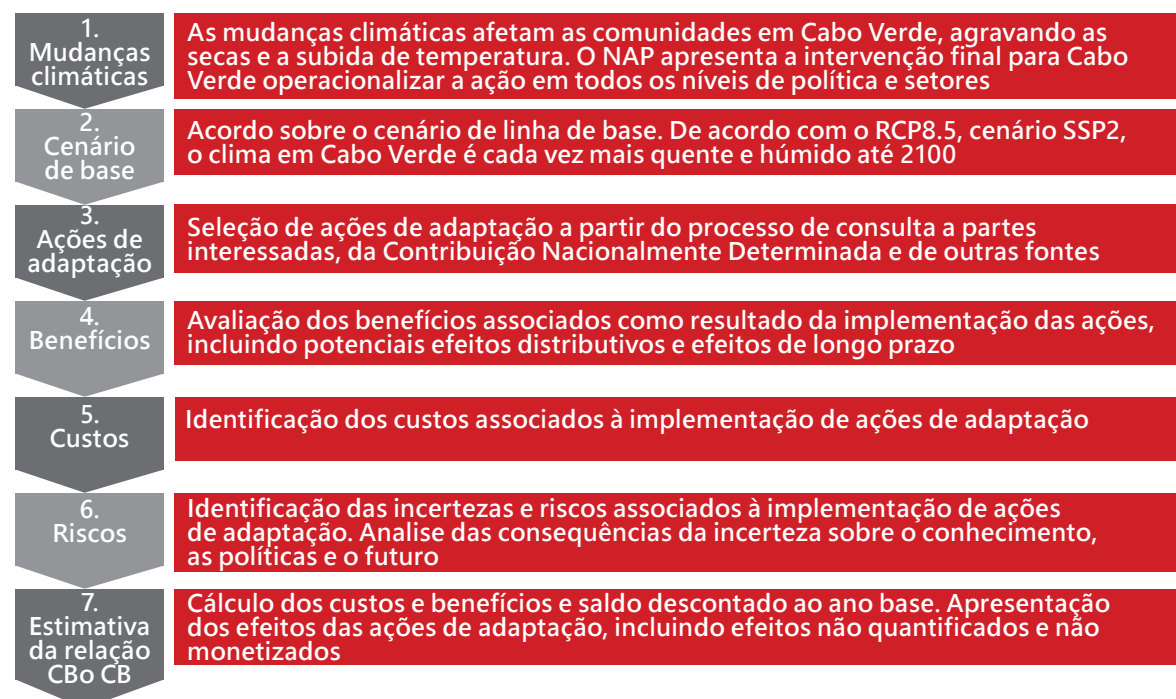 1.
Mudanças
climáticas
As mudanças climáticas afetam as comunidades em Cabo Verde, agravando as
secas e a subida de temperatura. O NAP apresenta a intervenção final para Cabo
Verde operacionalizar a ação em todos os níveis de política e setores
2.
Cenário
de base
Acordo sobre o cenário de linha de base. De acordo com o RCP8.5, cenário SSP2,
o clima em Cabo Verde é cada vez mais quente e húmido até 2100
3.
Ações de
adaptação
Seleção de ações de adaptação a partir do processo de consulta a partes
interessadas, da Contribuição Nacionalmente Determinada e de outras fontes
4.
Benefícios
Avaliação dos benefícios associados como resultado da implementação das ações,
incluindo potenciais efeitos distributivos e efeitos de longo prazo
5.
Custos
Identificação dos custos associados à implementação de ações de adaptação
6.
Riscos
Identificação das incertezas e riscos associados à implementação de ações
de adaptação. Analise das consequências da incerteza sobre o conhecimento,
as políticas e o futuro
7.
Estimativa
da relação
CBo CB
Cálculo dos custos e benefícios e saldo descontado ao ano base. Apresentação
dos efeitos das ações de adaptação, incluindo efeitos não quantificados e não
monetizados